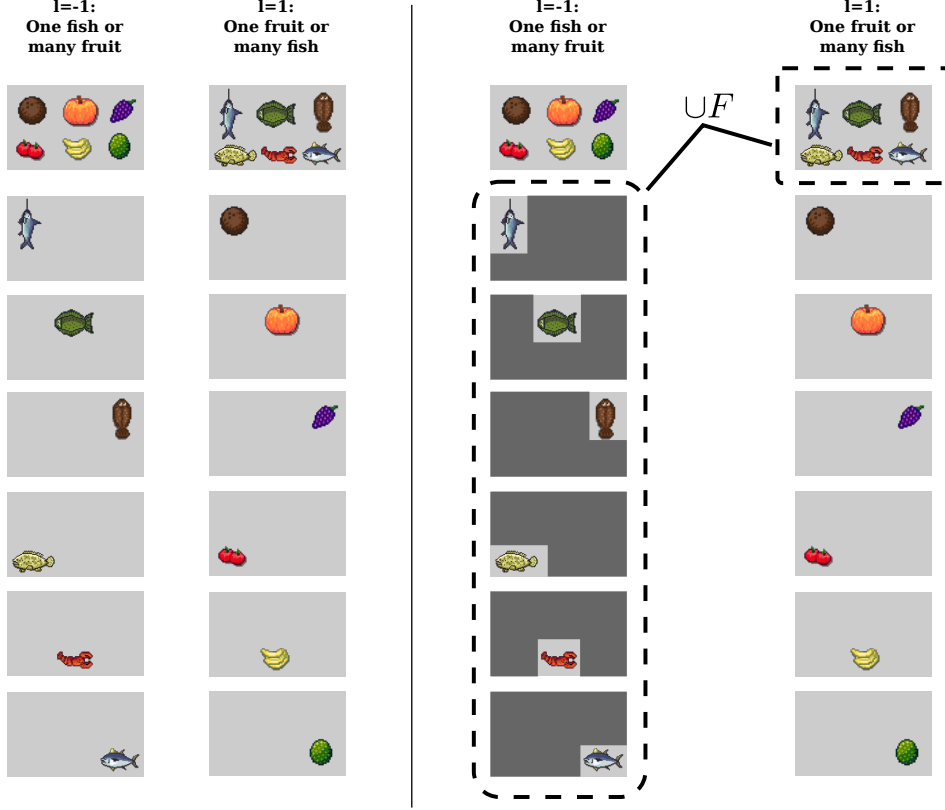 l=-1:
One fish or
many fruit
l=1:
One fruit or
many fish
l=-1:
One fish or
many fruit
l=1:
One fruit or
many fish
∪F